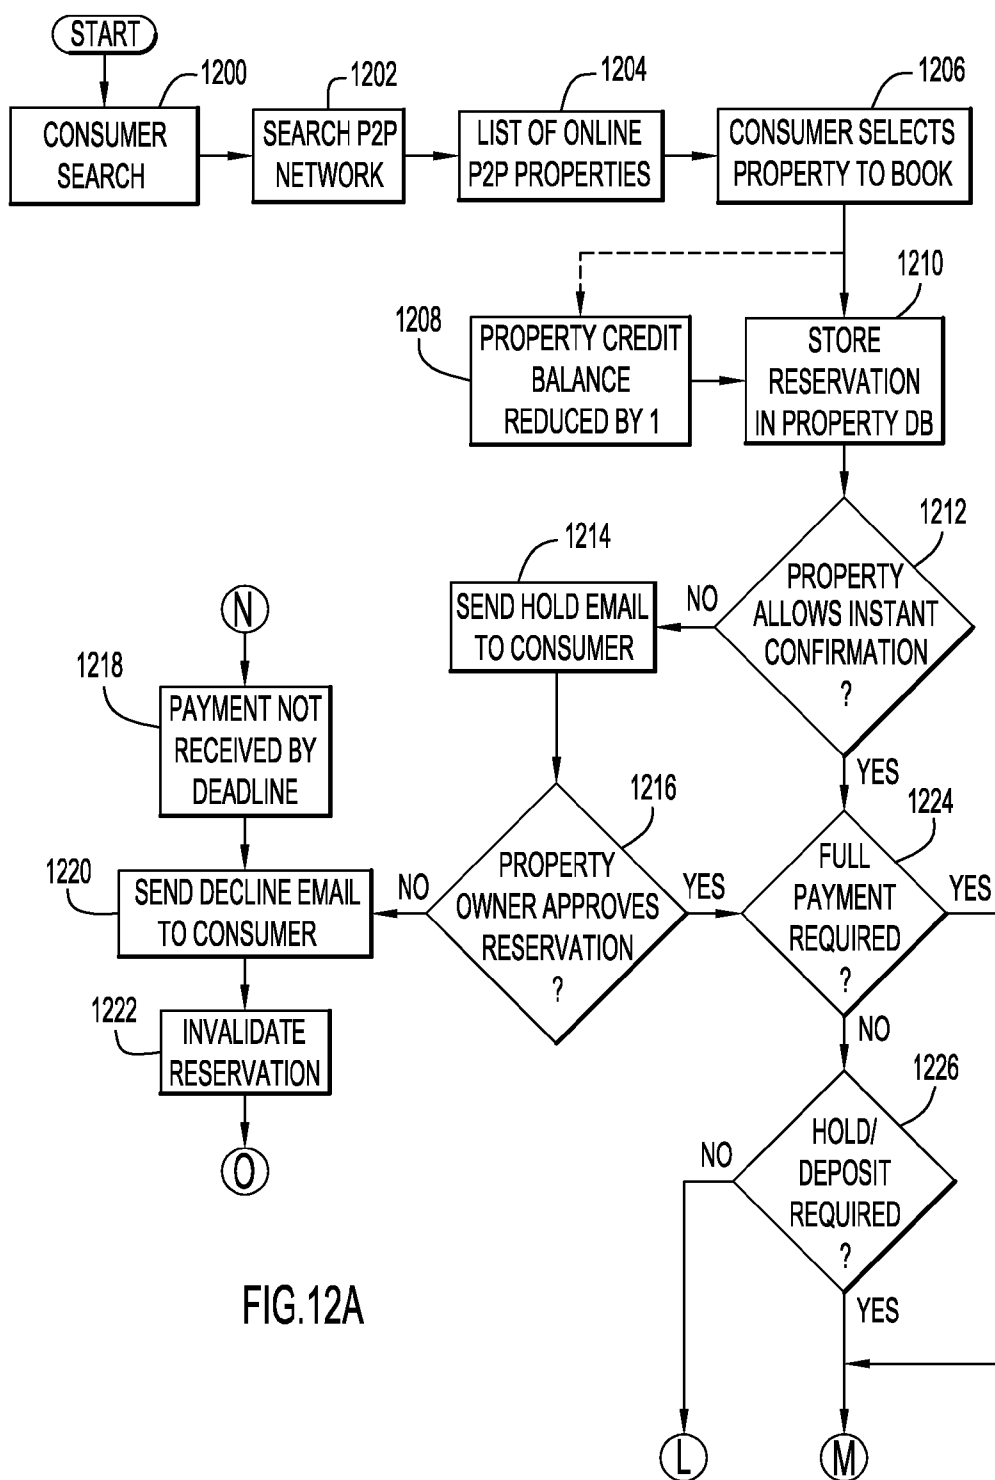 START
1200
CONSUMER
SEARCH
1202
SEARCH P2P
NETWORK
1204
LIST OF ONLINE
P2P PROPERTIES
1206
CONSUMER SELECTS
PROPERTY TO BOOK
1208
PROPERTY CREDIT
BALANCE
REDUCED BY 1
1210
STORE
RESERVATION
IN PROPERTY DB
1212
PROPERTY
ALLOWS INSTANT
CONFIRMATION
?
NO
YES
1214
SEND HOLD EMAIL
TO CONSUMER
1216
PROPERTY
OWNER APPROVES
RESERVATION
?
NO
YES
N
1218
PAYMENT NOT
RECEIVED BY
DEADLINE
1220
SEND DECLINE EMAIL
TO CONSUMER
1222
INVALIDATE
RESERVATION
O
1224
FULL
PAYMENT
REQUIRED
?
YES
NO
1226
HOLD/
DEPOSIT
REQUIRED
?
NO
YES
L
M
FIG.12A